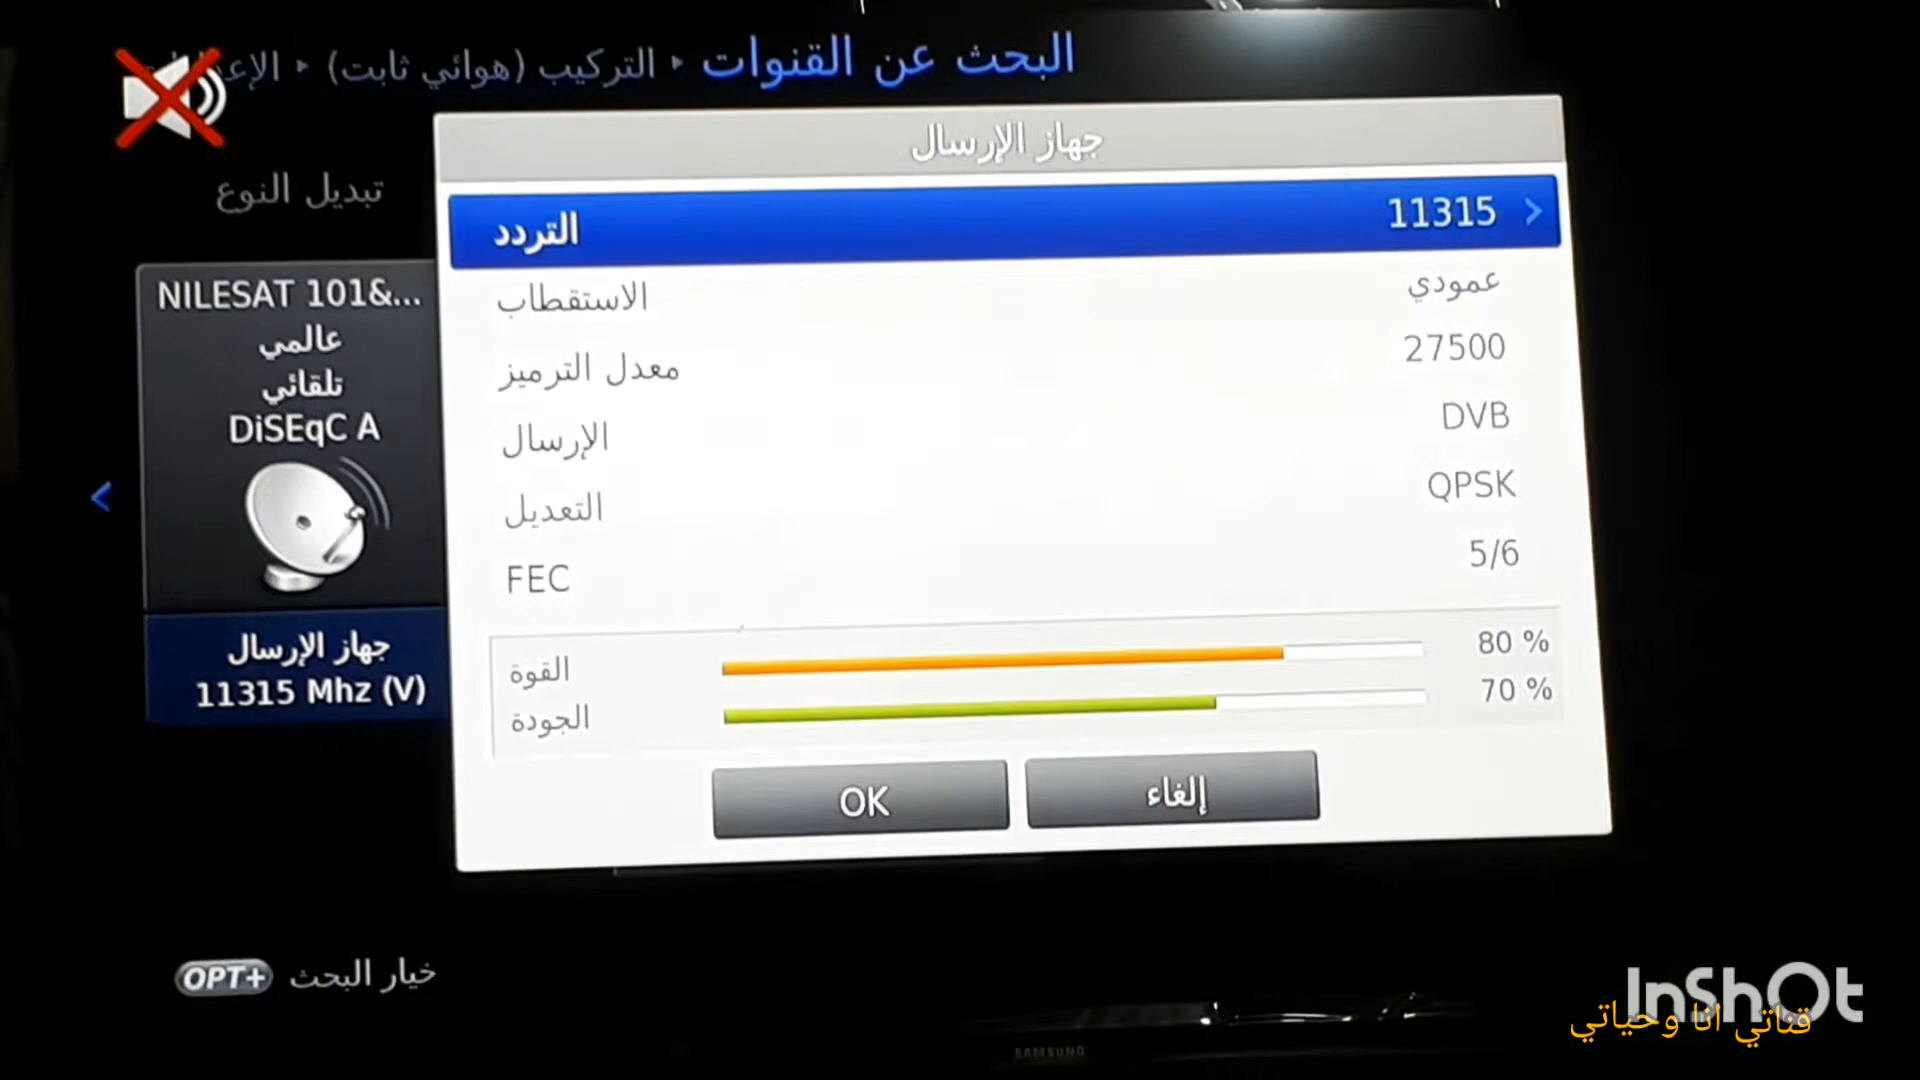 البحث عن القنوات ◂ التركيب (هوائي ثابت) ◂
جهاز الإرسال
تبديل النوع
التردد 11315
NILESAT 101&...
عالمي
تلقائي
DiSEqC A
الاستقطاب عمودي
معدل الترميز 27500
الإرسال DVB
التعديل QPSK
FEC 5/6
جهاز الإرسال
11315 Mhz (V)
القوة 80 %
الجودة 70 %
OK
إلغاء
OPT+ خيار البحث
InShOt
قناتي انا وحياتي
SAMSUNG